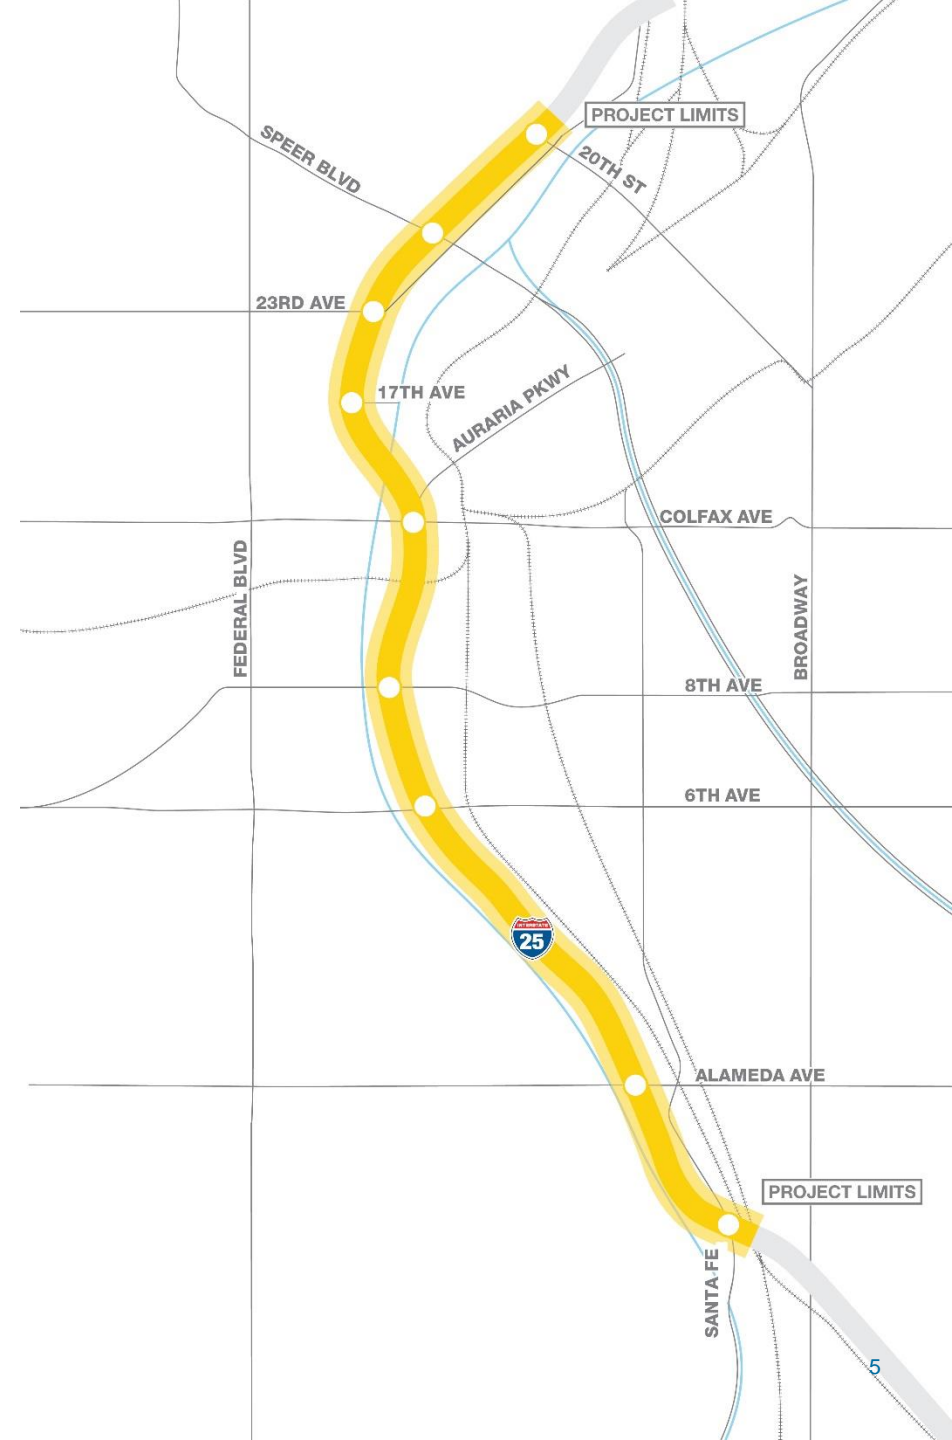 PROJECT LIMITS
SPEER BLVD
20TH ST
23RD AVE
17TH AVE
AURARIA PKWY
COLFAX AVE
FEDERAL BLVD
BROADWAY
8TH AVE
6TH AVE
INTERSTATE
25
ALAMEDA AVE
PROJECT LIMITS
SANTA FE
5